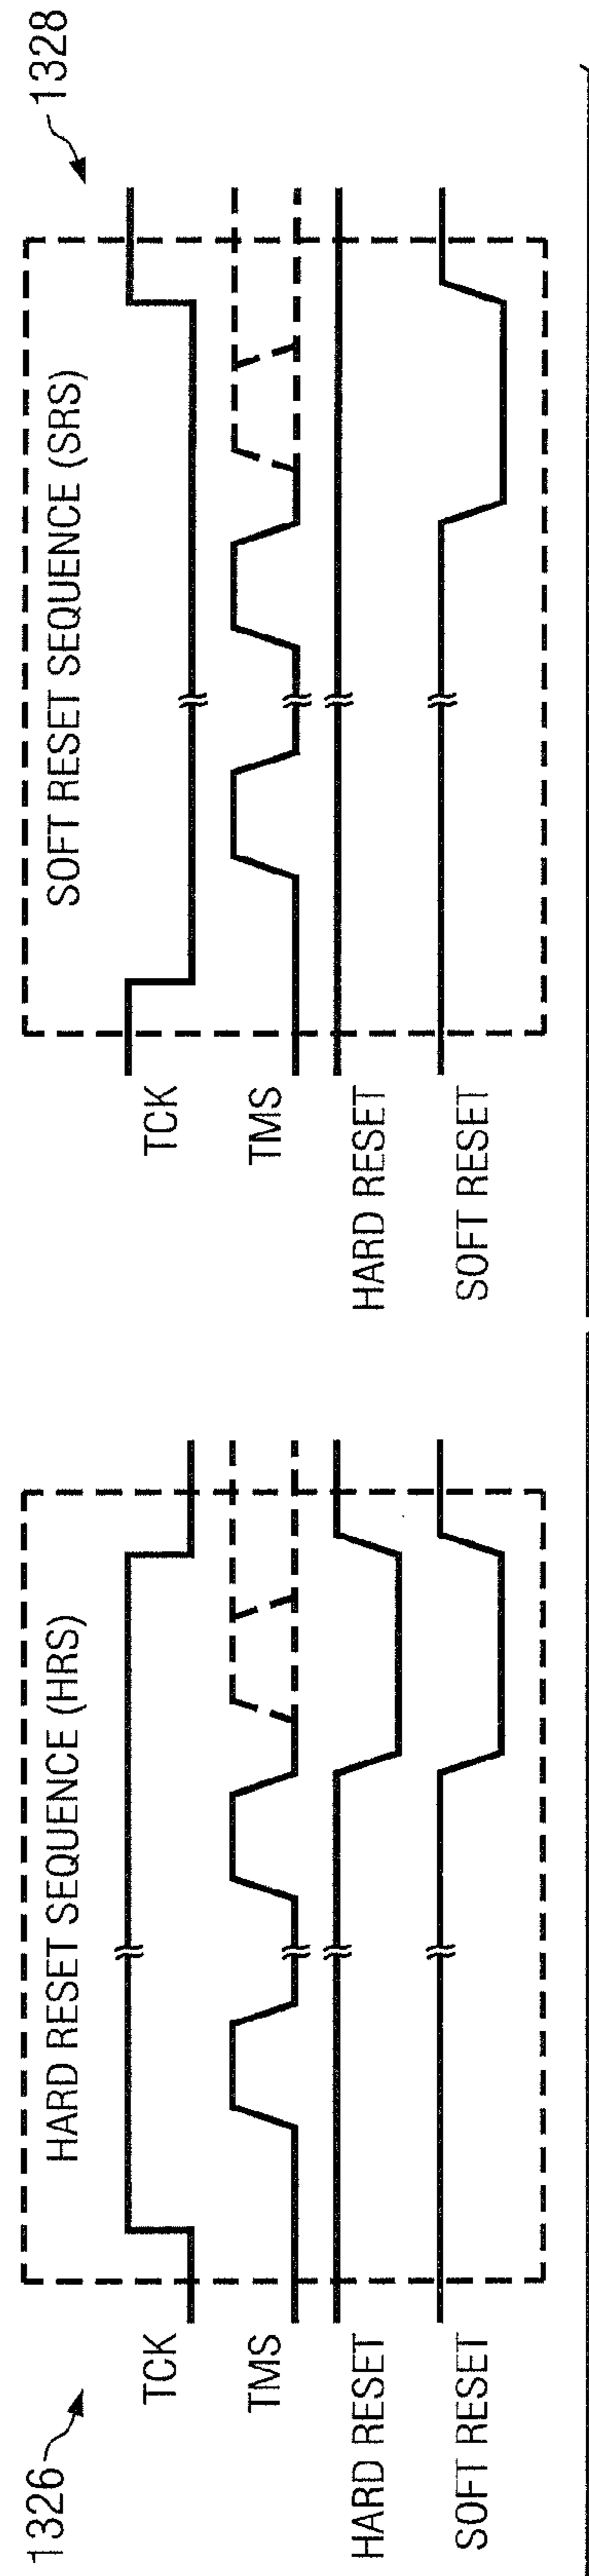 1326
HARD RESET SEQUENCE (HRS)
TCK
TMS
HARD RESET
SOFT RESET
1328
SOFT RESET SEQUENCE (SRS)
TCK
TMS
HARD RESET
SOFT RESET